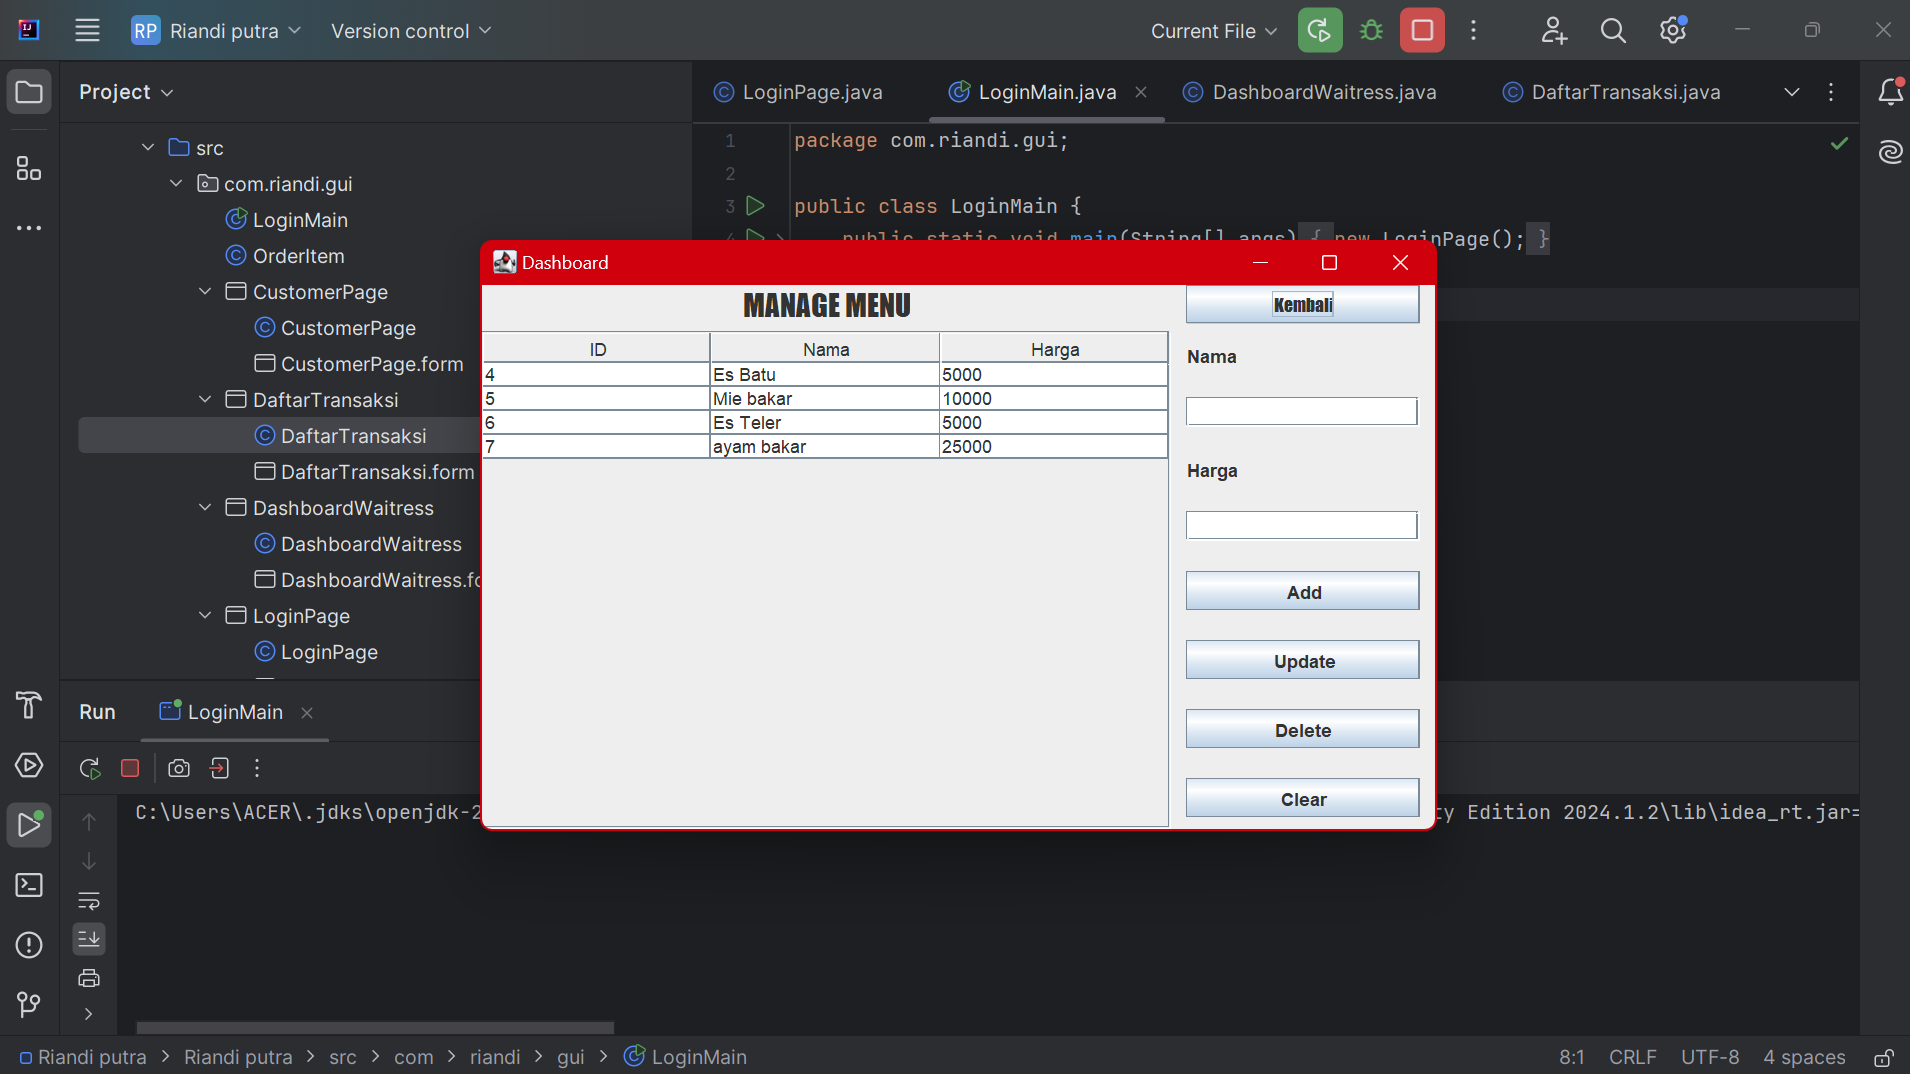 RP Riandi putra
Version control
Current File
Project
src
com.riandi.gui
LoginMain
OrderItem
CustomerPage
CustomerPage
CustomerPage.form
DaftarTransaksi
DaftarTransaksi
DaftarTransaksi.form
DashboardWaitress
DashboardWaitress
DashboardWaitress.fo
LoginPage
LoginPage
LoginPage.java
LoginMain.java
DashboardWaitress.java
DaftarTransaksi.java
1 package com.riandi.gui;
2
3 public class LoginMain {
4 public static void main(String[] args) { new LoginPage(); }
Dashboard
MANAGE MENU
Kembali
ID Nama Harga
4 Es Batu 5000
5 Mie bakar 10000
6 Es Teler 5000
7 ayam bakar 25000
Nama
Harga
Add
Update
Delete
Clear
Run
LoginMain
C:\Users\ACER\.jdks\openjdk-2
ty Edition 2024.1.2\lib\idea_rt.jar=
Riandi putra > Riandi putra > src > com > riandi > gui > LoginMain
8:1 CRLF UTF-8 4 spaces